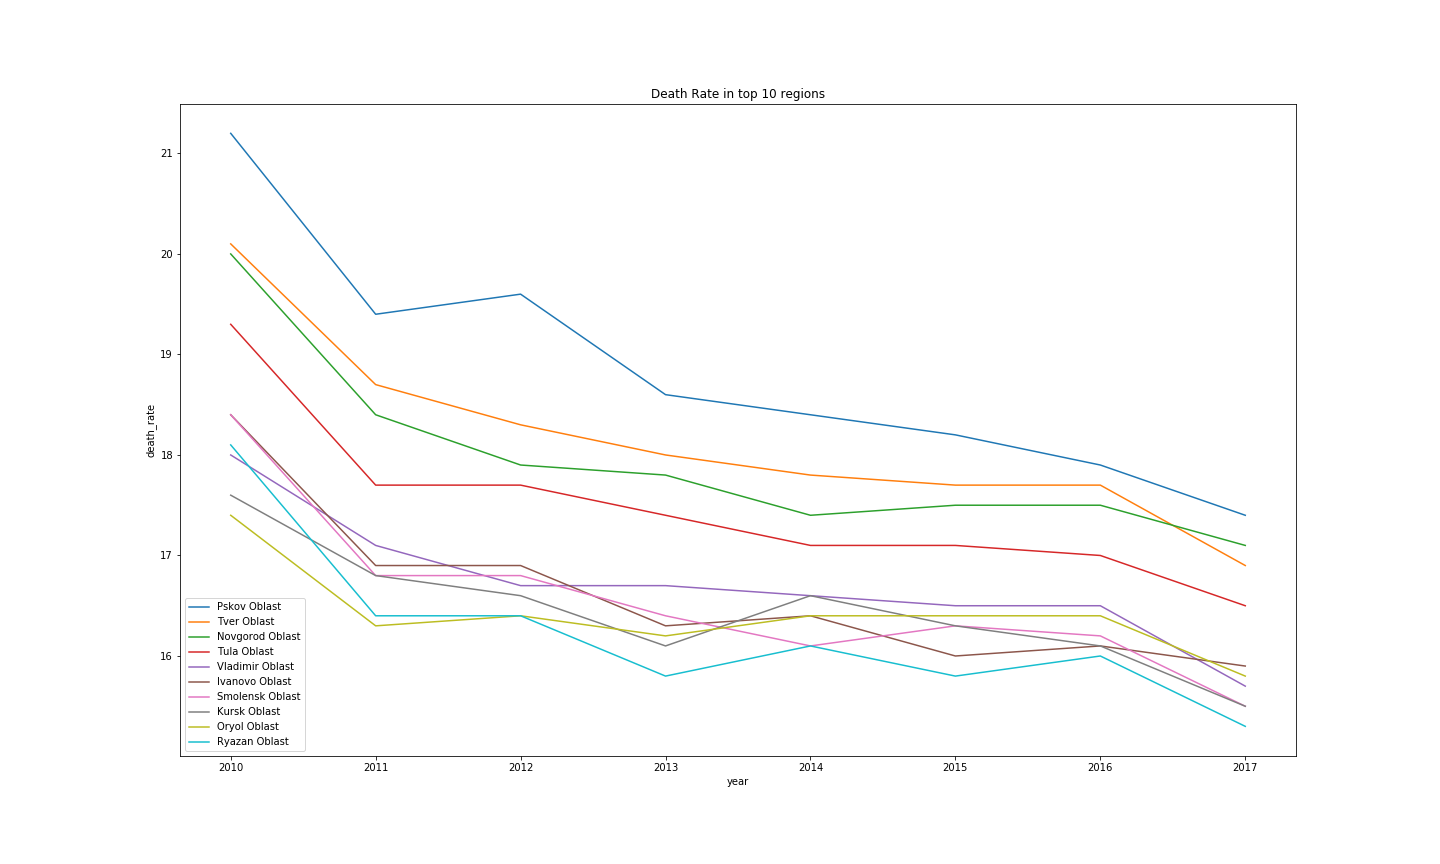 Death Rate in top 10 regions
21
20
19
18
17
16
death_rate
Pskov Oblast
Tver Oblast
Novgorod Oblast
Tula Oblast
Vladimir Oblast
Ivanovo Oblast
Smolensk Oblast
Kursk Oblast
Oryol Oblast
Ryazan Oblast
2010 2011 2012 2013 2014 2015 2016 2017
year